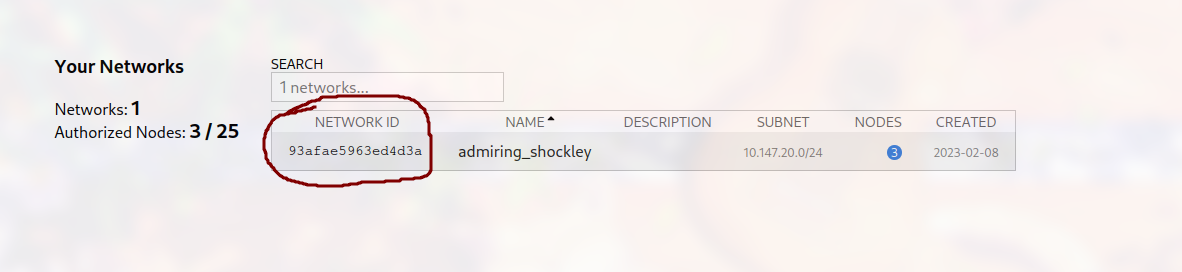 Your Networks
Networks: 1
Authorized Nodes: 3 / 25
SEARCH
1 networks...
NETWORK ID NAME DESCRIPTION SUBNET NODES CREATED
93afae5963ed4d3a admiring_shockley 10.147.20.0/24 3 2023-02-08